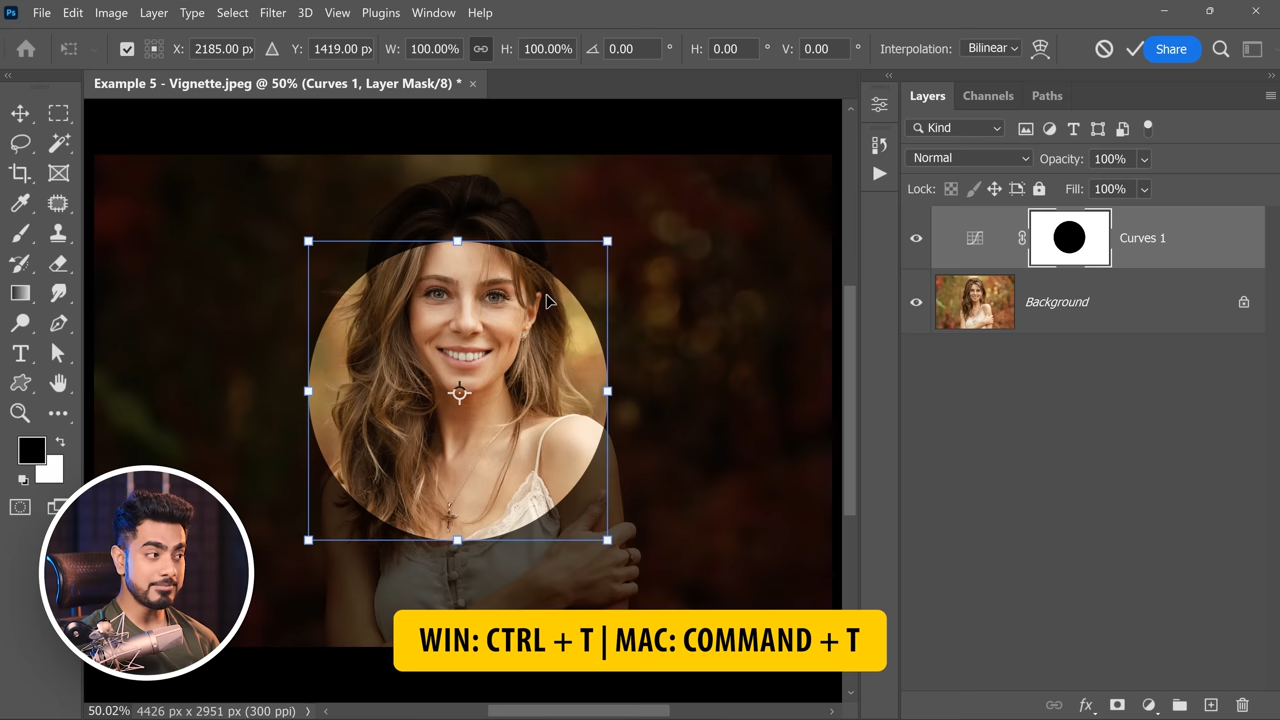 Ps File Edit Image Layer Type Select Filter 3D View Plugins Window Help
X: 2185.00 px Y: 1419.00 px W: 100.00% H: 100.00% 0.00 ° H: 0.00 ° V: 0.00 ° Interpolation: Bilinear Share
Example 5 - Vignette.jpeg @ 50% (Curves 1, Layer Mask/8) * ×
Layers Channels Paths
Kind
Normal Opacity: 100%
Lock: Fill: 100%
Curves 1
Background
WIN: CTRL + T | MAC: COMMAND + T
50.02% 4426 px x 2951 px (300 ppi)